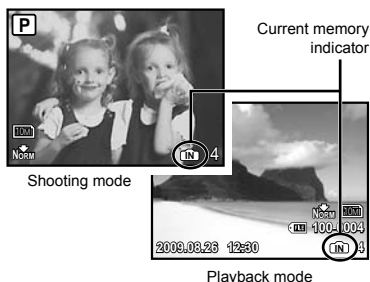 P
Current memory
indicator
10M
NORM
IN 4
Shooting mode
NORM 10M
FILE 100-0004
2009.08.26 12:30 IN 4
Playback mode